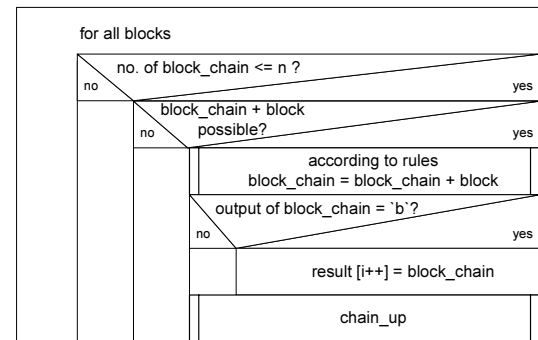 for all blocks
no. of block_chain <= n ?
no
yes
block_chain + block
possible?
no
yes
according to rules
block_chain = block_chain + block
output of block_chain = `b`?
no
yes
result [i++] = block_chain
chain_up